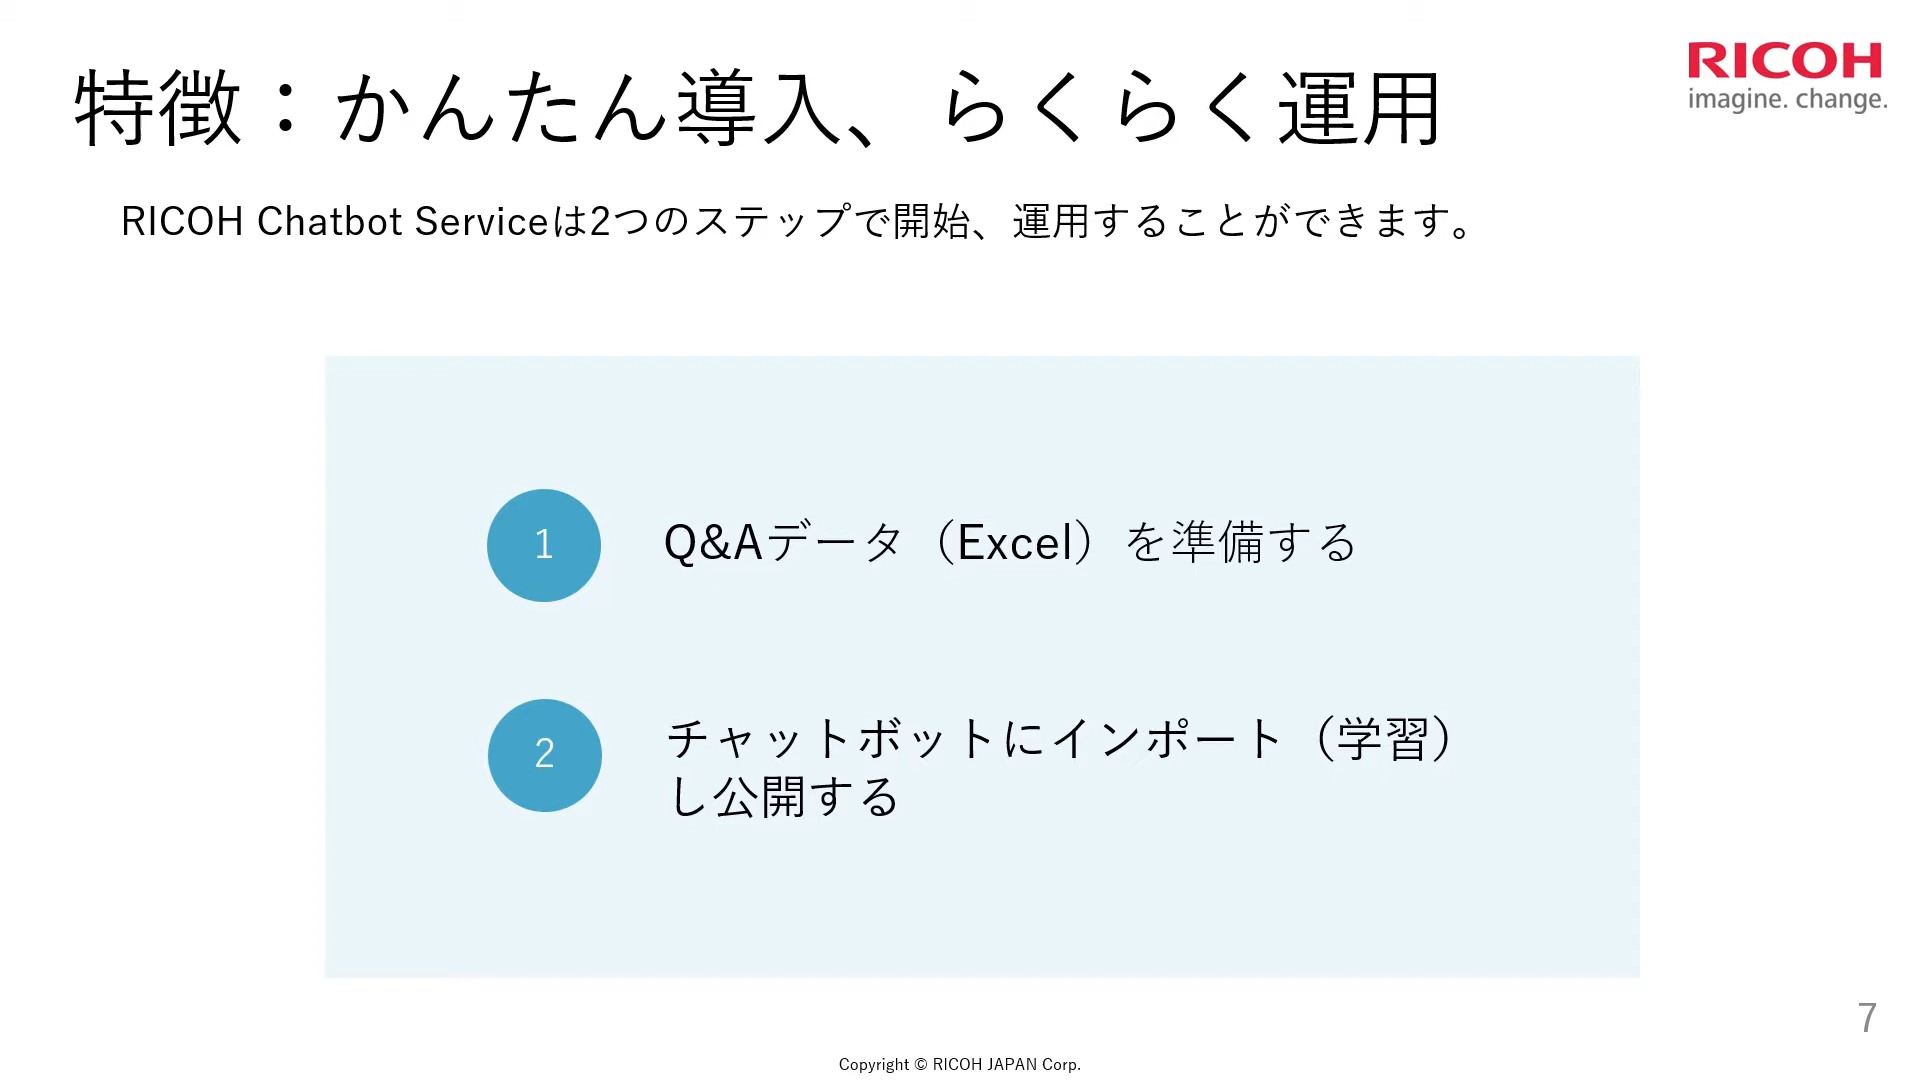 特徴：かんたん導入、らくらく運用
RICOH
imagine. change.
RICOH Chatbot Serviceは2つのステップで開始、運用することができます。
1
Q&Aデータ（Excel）を準備する
2
チャットボットにインポート（学習）
し公開する
7
Copyright © RICOH JAPAN Corp.